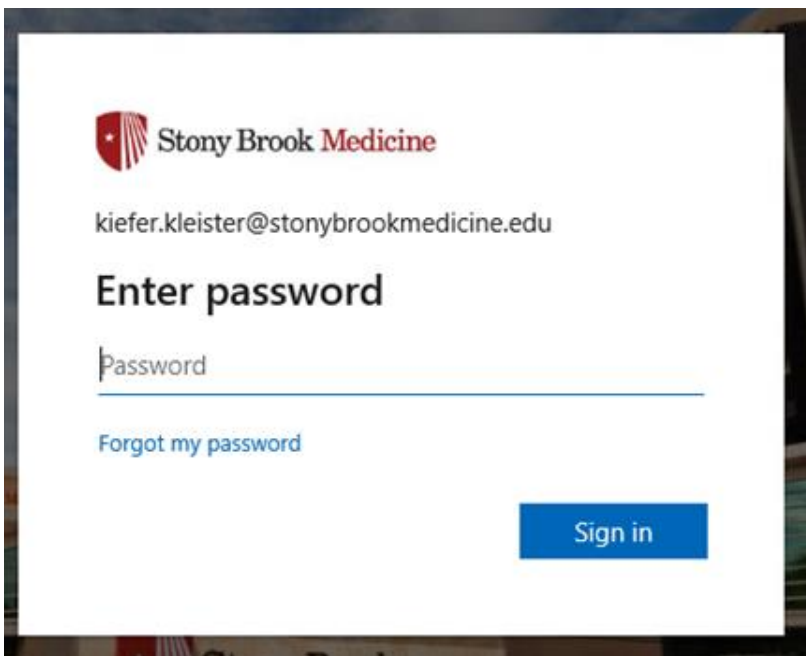 Stony Brook Medicine
kiefer.kleister@stonybrookmedicine.edu
Enter password
Password
Forgot my password
Sign in